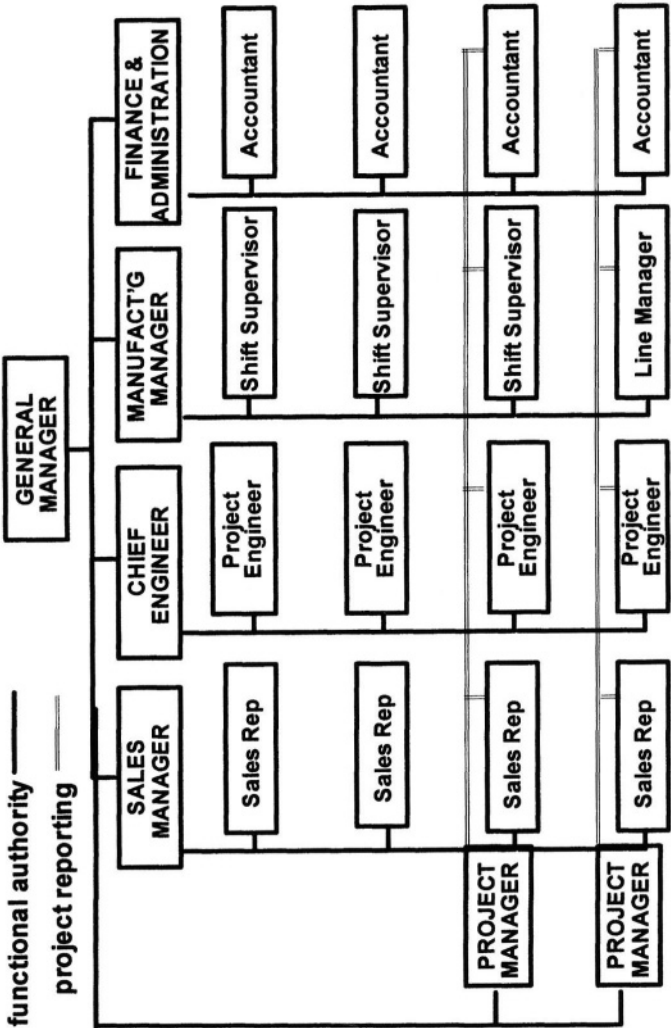 functional authority
project reporting
GENERAL
MANAGER
SALES
MANAGER
CHIEF
ENGINEER
MANUFACT'G
MANAGER
FINANCE &
ADMINISTRATION
Sales Rep
Project
Engineer
Shift Supervisor
Accountant
Sales Rep
Project
Engineer
Shift Supervisor
Accountant
PROJECT
MANAGER
Sales Rep
Project
Engineer
Shift Supervisor
Accountant
PROJECT
MANAGER
Sales Rep
Project
Engineer
Line Manager
Accountant